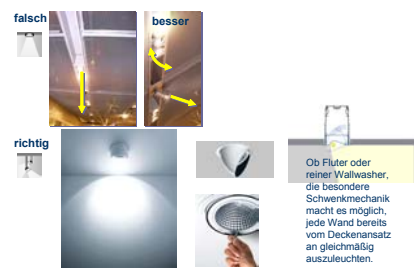 falsch
besser
richtig
Ob Fluter oder
reiner Wallwasher,
die besondere
Schwenkmechanik
macht es möglich,
jede Wand bereits
vom Deckenansatz
an gleichmäßig
auszuleuchten.